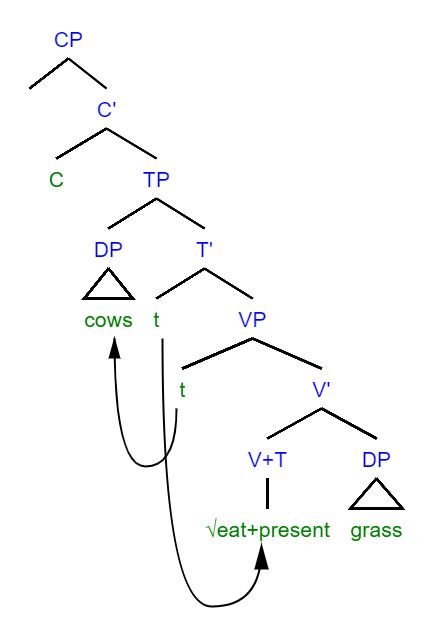 CP
C'
C TP
DP T'
cows t VP
t V'
V+T DP
√eat+present grass